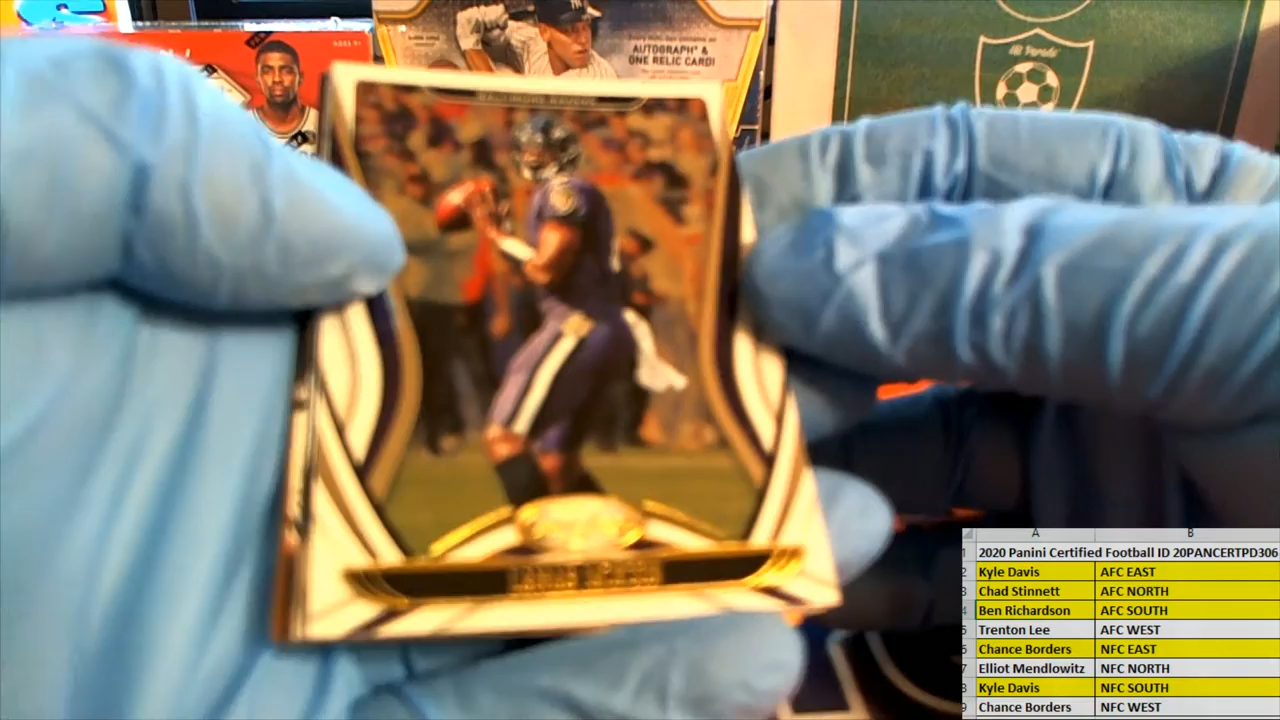 AUTOGRAPH® &
ONE RELIC CARD!
BALTIMORE RAVENS
A B
1 2020 Panini Certified Football ID 20PANCERTPD306
2 Kyle Davis AFC EAST
3 Chad Stinnett AFC NORTH
4 Ben Richardson AFC SOUTH
5 Trenton Lee AFC WEST
6 Chance Borders NFC EAST
7 Elliot Mendlowitz NFC NORTH
8 Kyle Davis NFC SOUTH
9 Chance Borders NFC WEST